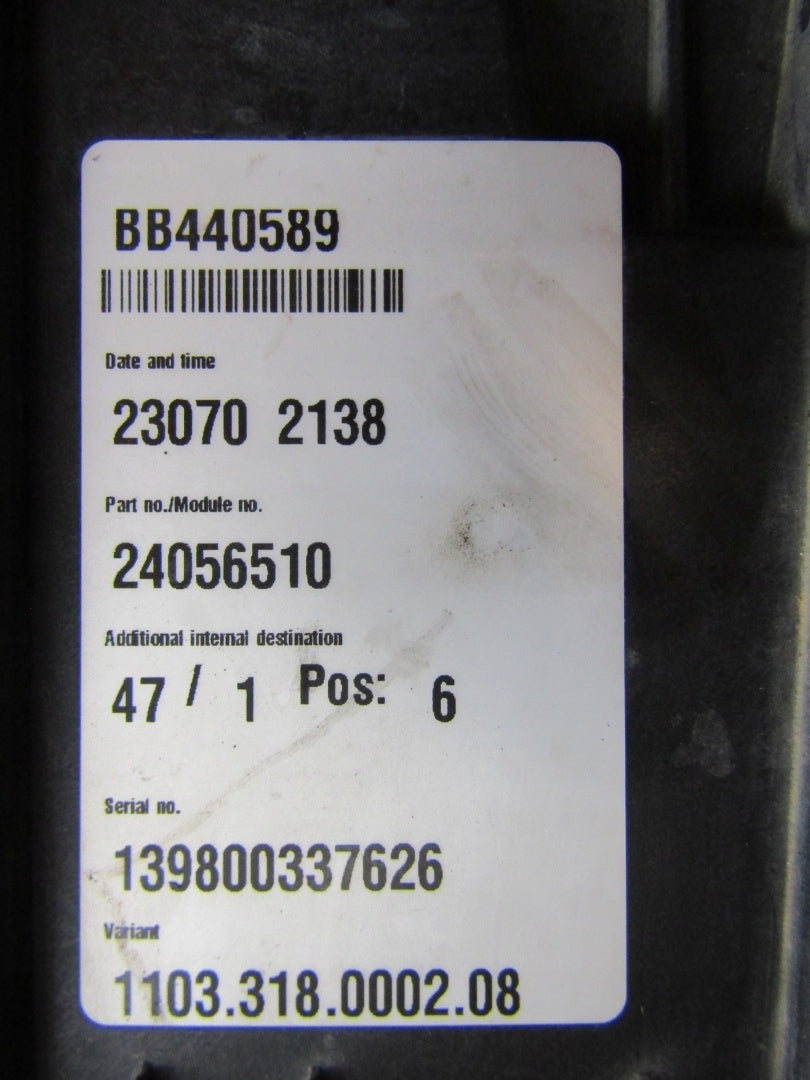 BB440589
Date and time
23070 2138
Part no./Module no.
24056510
Additional internal destination
47 / 1 Pos: 6
Serial no.
139800337626
Variant
1103.318.0002.08